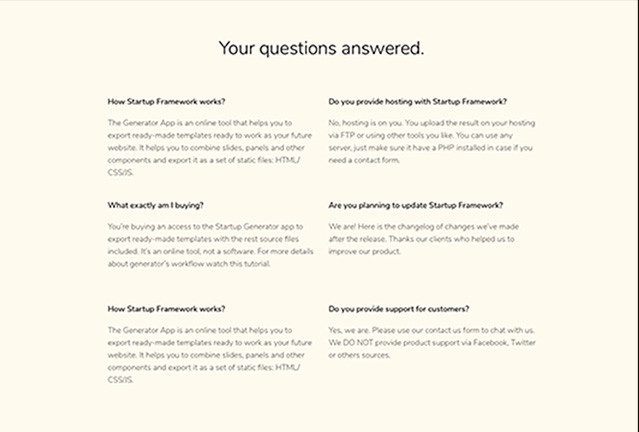 Your questions answered.
How Startup Framework works?
The Generator App is an online tool that helps you to
export ready-made templates ready to work as your future
website. It helps you to combine slides, panels and other
components and export it as a set of static files: HTML/
CSS/JS.
Do you provide hosting with Startup Framework?
No, hosting is on you. You upload the result on your hosting
via FTP or using other tools you like. You can use any
server, just make sure it have a PHP installed in case if you
need a contact form.
What exactly am I buying?
You're buying an access to the Startup Generator app to
export ready-made templates with the rest source files
included. It's an online tool, not a software. For more details
about generator's workflow watch this tutorial.
Are you planning to update Startup Framework?
We are! Here is the changelog of changes we've made
after the release. Thanks our clients who helped us to
improve our product.
How Startup Framework works?
The Generator App is an online tool that helps you to
export ready-made templates ready to work as your future
website. It helps you to combine slides, panels and other
components and export it as a set of static files: HTML/
CSS/JS.
Do you provide support for customers?
Yes, we are. Please use our contact us form to chat with us.
We DO NOT provide product support via Facebook, Twitter
or others sources.